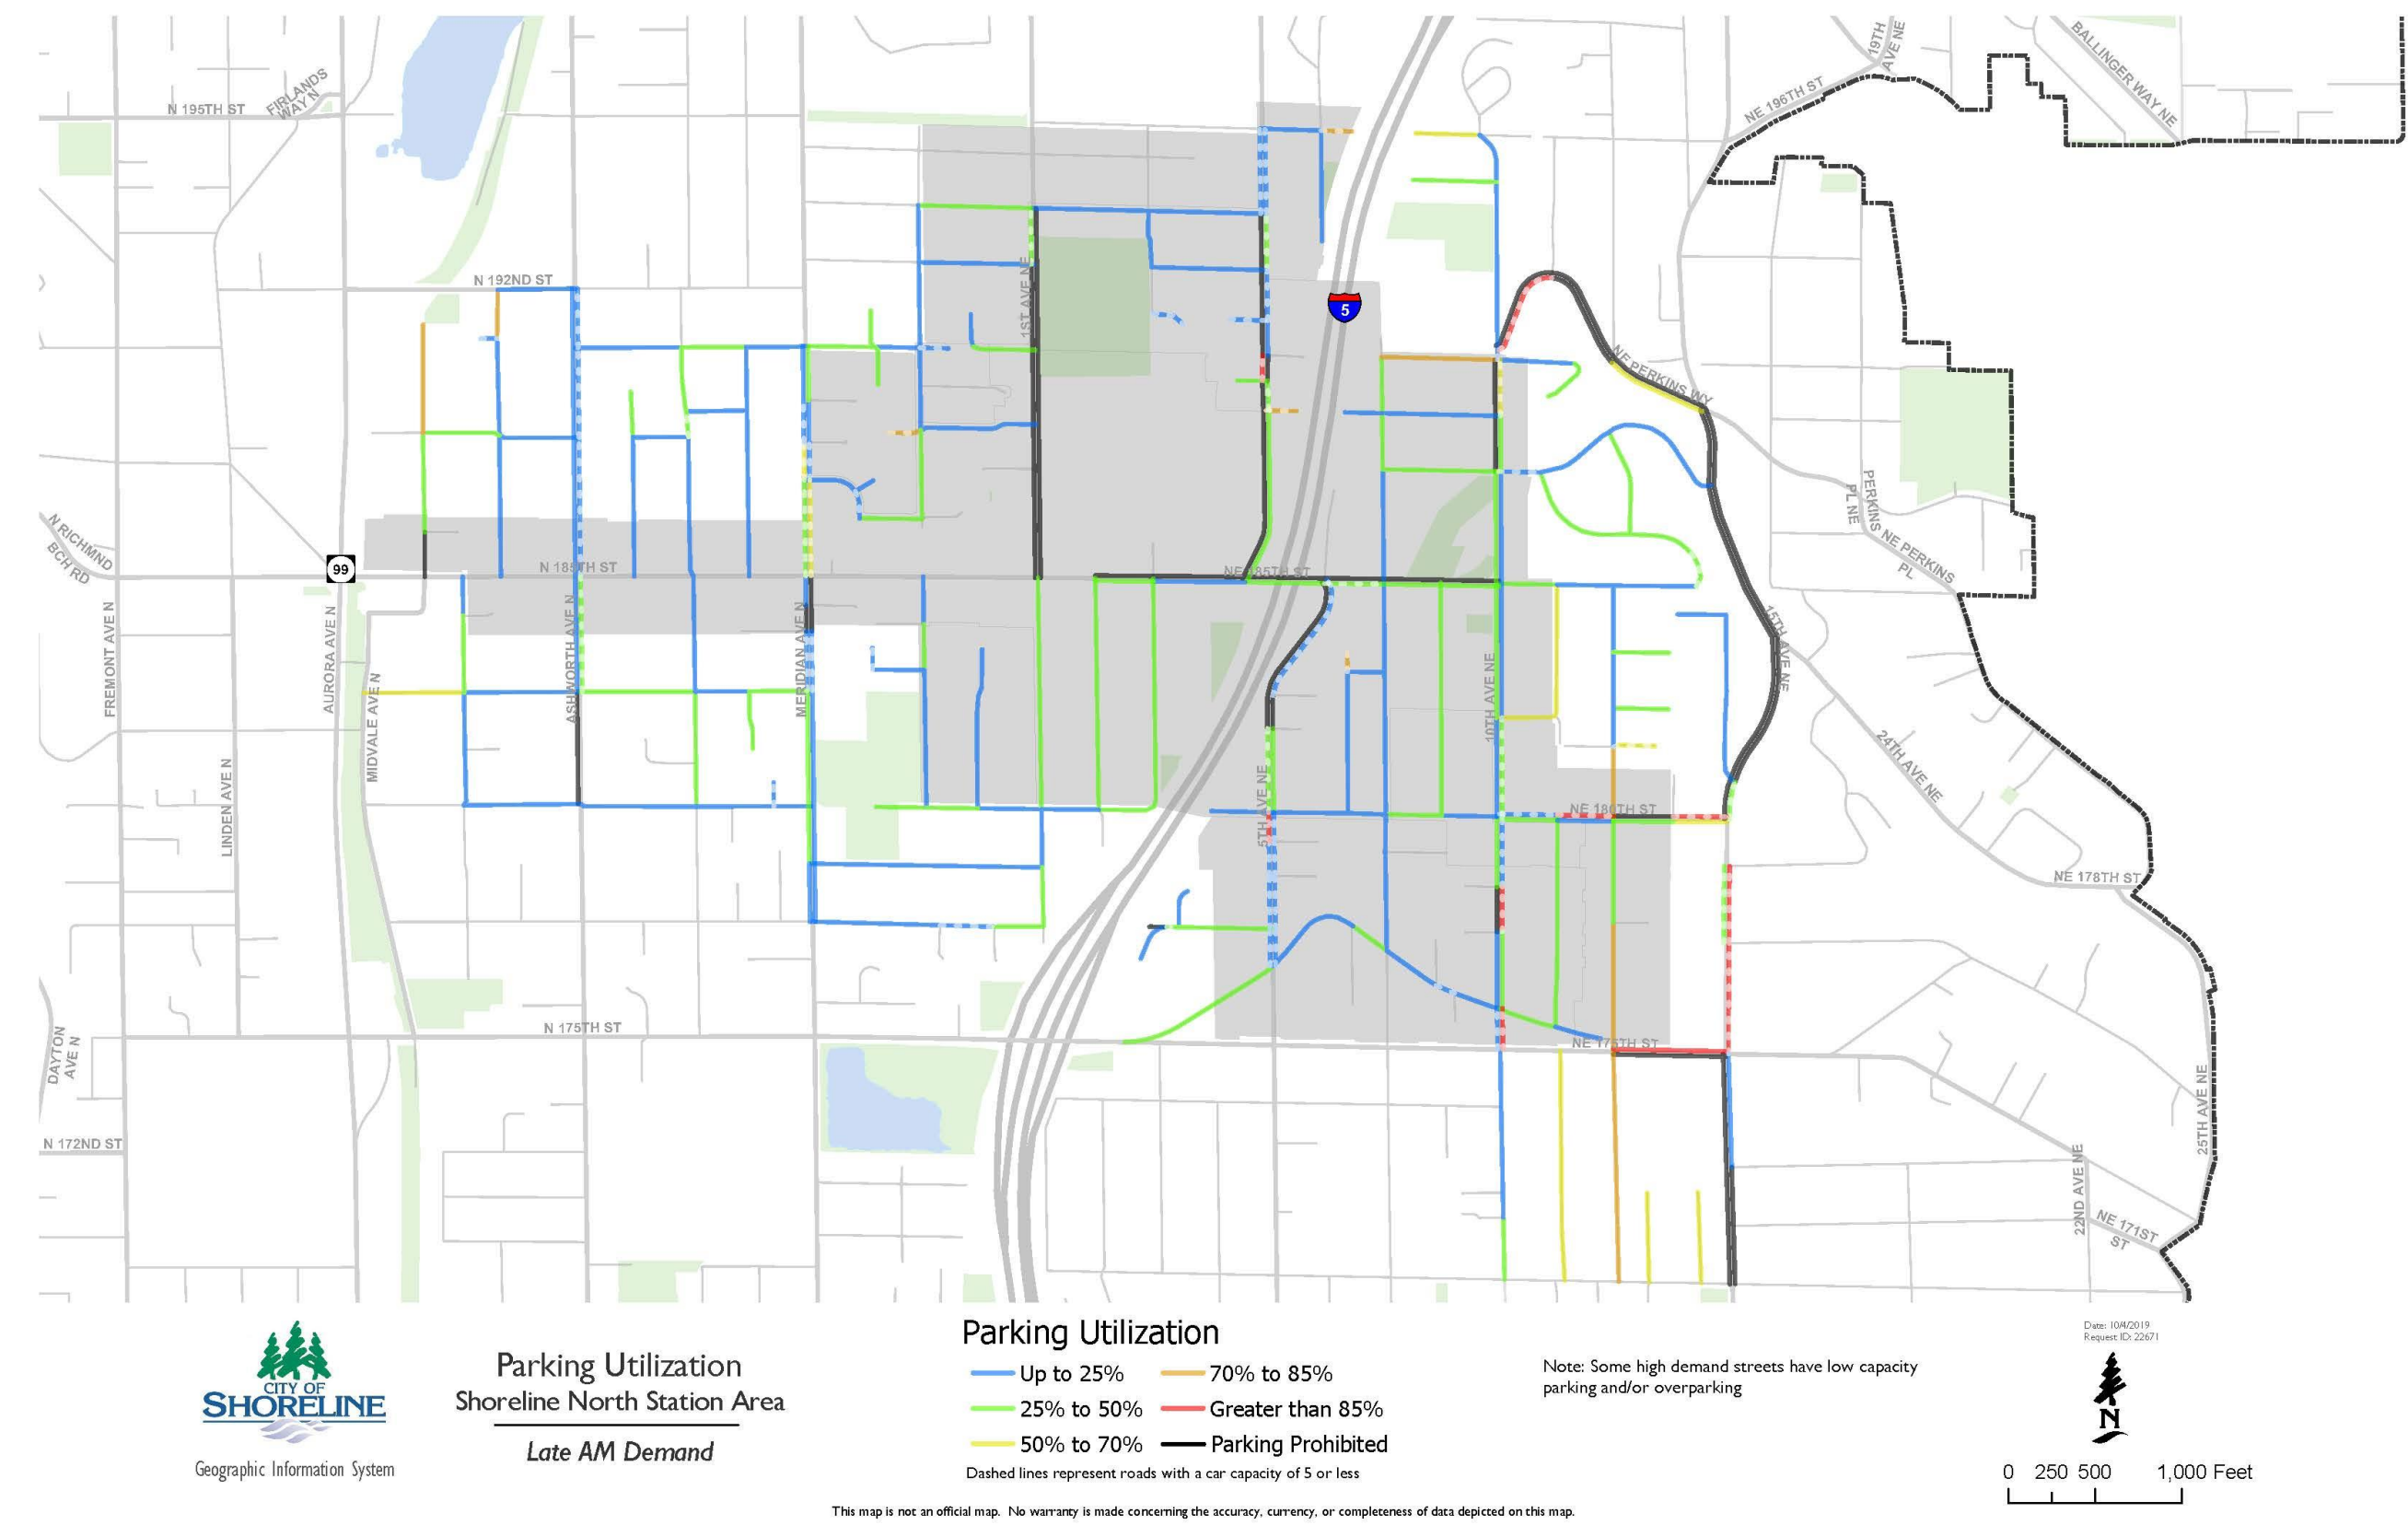 19TH
AVE NE
BALLINGER WAY NE
FIRLANDS
WAY N
N 195TH ST
NE 196TH ST
N 192ND ST
1ST AVE NE
5
NE PERKINS WY
PERKINS
PL NE
N RICHMND
BCH RD
99
N 185TH ST
NE 185TH ST
NE PERKINS
PL
FREMONT AVE N
AURORA AVE N
MIDVALE AVE N
ASHWORTH AVE N
MERIDIAN AVE N
10TH AVE NE
15TH AVE NE
24TH AVE NE
LINDEN AVE N
5TH AVE NE
NE 180TH ST
NE 178TH ST
DAYTON
AVE N
N 175TH ST
NE 175TH ST
N 172ND ST
25TH AVE NE
22ND AVE NE
NE 171ST
ST
CITY OF
SHORELINE
Geographic Information System
Parking Utilization
Shoreline North Station Area
Late AM Demand
Parking Utilization
Up to 25%
70% to 85%
25% to 50%
Greater than 85%
50% to 70%
Parking Prohibited
Dashed lines represent roads with a car capacity of 5 or less
Note: Some high demand streets have low capacity
parking and/or overparking
Date: 10/4/2019
Request ID: 22671
N
0 250 500 1,000 Feet
This map is not an official map. No warranty is made concerning the accuracy, currency, or completeness of data depicted on this map.